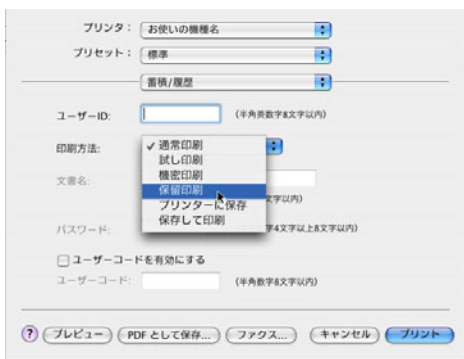 プリンタ： お使いの機種名
プリセット： 標準
蓄積/履歴
ユーザーID: (半角英数字8文字以内)
印刷方法: ✓ 通常印刷
試し印刷
機密印刷
保留印刷
文書名: 文字以内)
プリンターに保存
保存して印刷
パスワード: 字4文字以上8文字以内)
ユーザーコードを有効にする
ユーザーコード: (半角数字8文字以内)
? プレビュー PDF として保存... ファクス... キャンセル プリント